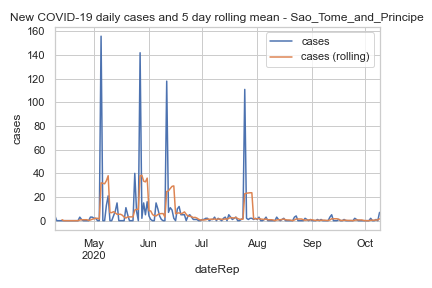 New COVID-19 daily cases and 5 day rolling mean - Sao_Tome_and_Principe
160
140
120
100
80
60
40
20
0
cases
cases
cases (rolling)
May Jun Jul Aug Sep Oct
2020
dateRep